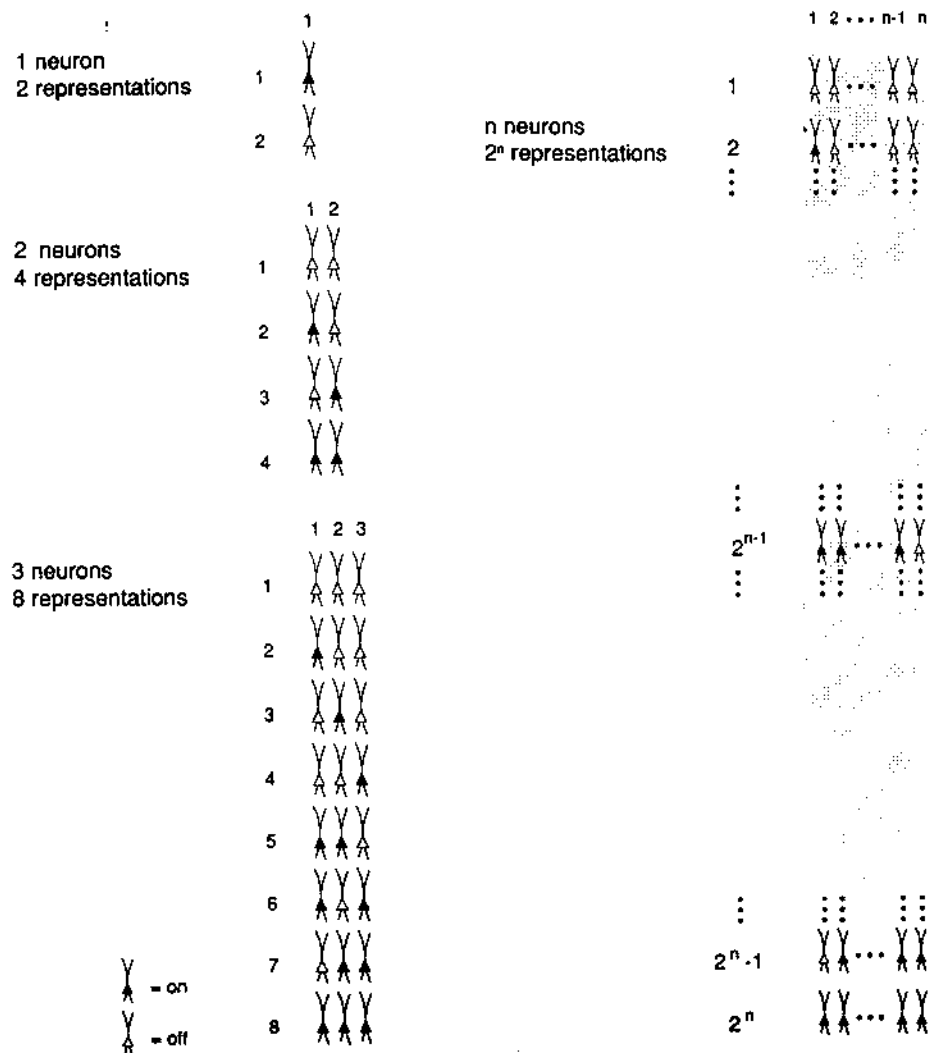 1
1 neuron
2 representations
1
2
1 2
2 neurons
4 representations
1
2
3
4
1 2 3
3 neurons
8 representations
1
2
3
4
5
6
7
8
= on
= off
1 2 ••• n-1 n
n neurons
2ⁿ representations
1
2
2ⁿ⁻¹
2ⁿ-1
2ⁿ